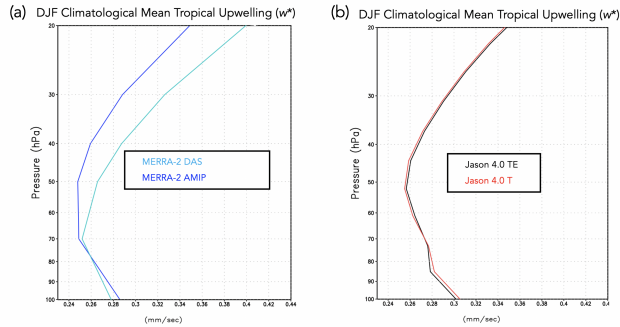 (a) DJF Climatological Mean Tropical Upwelling (w*)
20
30
40
50
60
70
80
90
100
Pressure (hPa)
MERRA-2 DAS
MERRA-2 AMIP
0.24 0.26 0.28 0.3 0.32 0.34 0.36 0.38 0.4 0.42 0.44
(mm/sec)
(b) DJF Climatological Mean Tropical Upwelling (w*)
20
30
40
50
60
70
80
90
100
Pressure (hPa)
Jason 4.0 TE
Jason 4.0 T
0.24 0.26 0.28 0.3 0.32 0.34 0.36 0.38 0.4 0.42 0.4
(mm/sec)